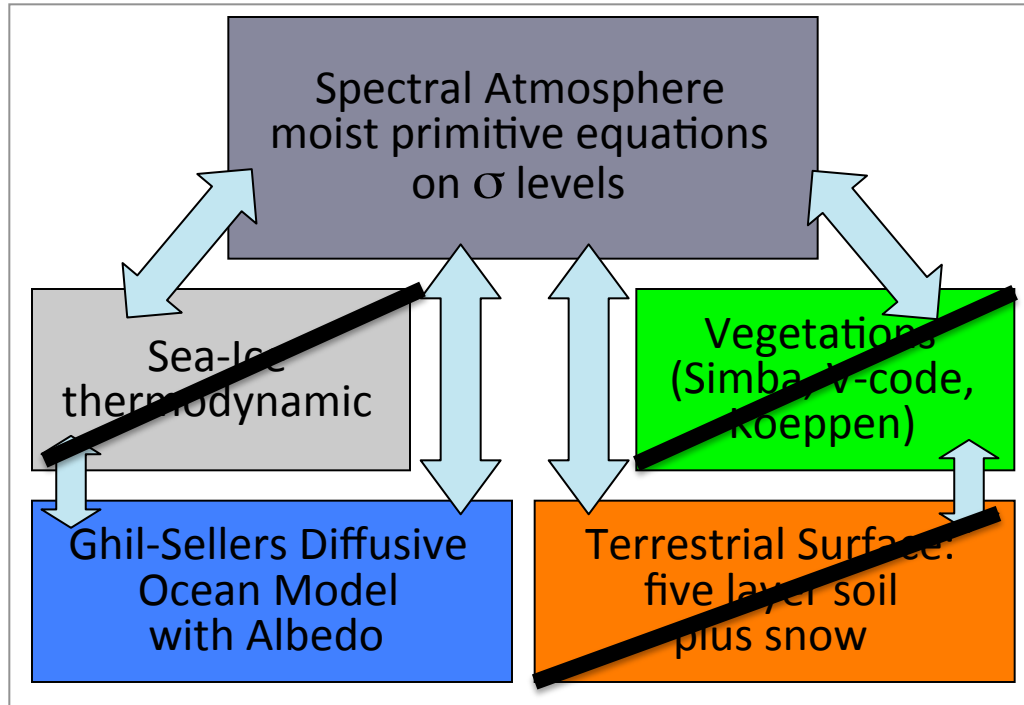 Spectral Atmosphere
moist primitive equations
on σ levels
Sea-Ice
thermodynamic
Vegetations
(Simba, V-code,
Koeppen)
Ghil-Sellers Diffusive
Ocean Model
with Albedo
Terrestrial Surface:
five layer soil
plus snow